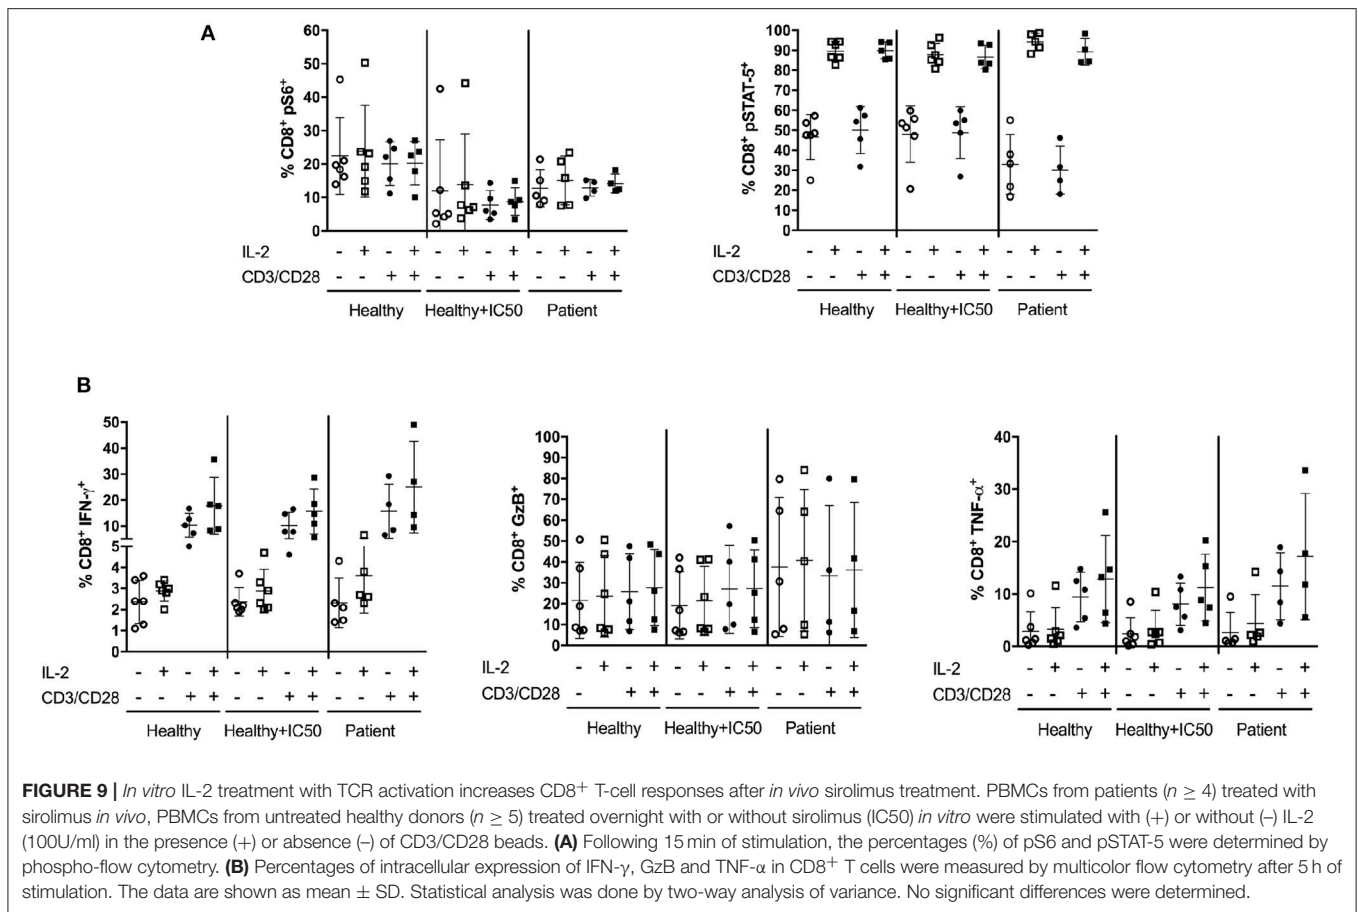 A
60
50
40
30
20
10
0
% CD8+ pS6+
IL-2 - + - + - + - + - + - +
CD3/CD28 - - + + - - + + - - + +
Healthy Healthy+IC50 Patient
100
90
80
70
60
50
40
30
20
10
0
% CD8+ pSTAT-5+
IL-2 - + - + - + - + - + - +
CD3/CD28 - - + + - - + + - - + +
Healthy Healthy+IC50 Patient
B
50
40
30
20
10
5
5
4
3
2
1
0
% CD8+ IFN-γ+
IL-2 - + - + - + - + - + - +
CD3/CD28 - - + + - - + + - - + +
Healthy Healthy+IC50 Patient
100
90
80
70
60
50
40
30
20
10
0
% CD8+ GzB+
IL-2 - + - + - + - + - + - +
CD3/CD28 - - + + - - + + - - + +
Healthy Healthy+IC50 Patient
40
30
20
10
0
% CD8+ TNF-α+
IL-2 - + - + - + - + - + - +
CD3/CD28 - - + + - - + + - - + +
Healthy Healthy+IC50 Patient
FIGURE 9 | In vitro IL-2 treatment with TCR activation increases CD8+ T-cell responses after in vivo sirolimus treatment. PBMCs from patients (n ≥ 4) treated with
sirolimus in vivo, PBMCs from untreated healthy donors (n ≥ 5) treated overnight with or without sirolimus (IC50) in vitro were stimulated with (+) or without (–) IL-2
(100U/ml) in the presence (+) or absence (–) of CD3/CD28 beads. (A) Following 15 min of stimulation, the percentages (%) of pS6 and pSTAT-5 were determined by
phospho-flow cytometry. (B) Percentages of intracellular expression of IFN-γ, GzB and TNF-α in CD8+ T cells were measured by multicolor flow cytometry after 5 h of
stimulation. The data are shown as mean ± SD. Statistical analysis was done by two-way analysis of variance. No significant differences were determined.